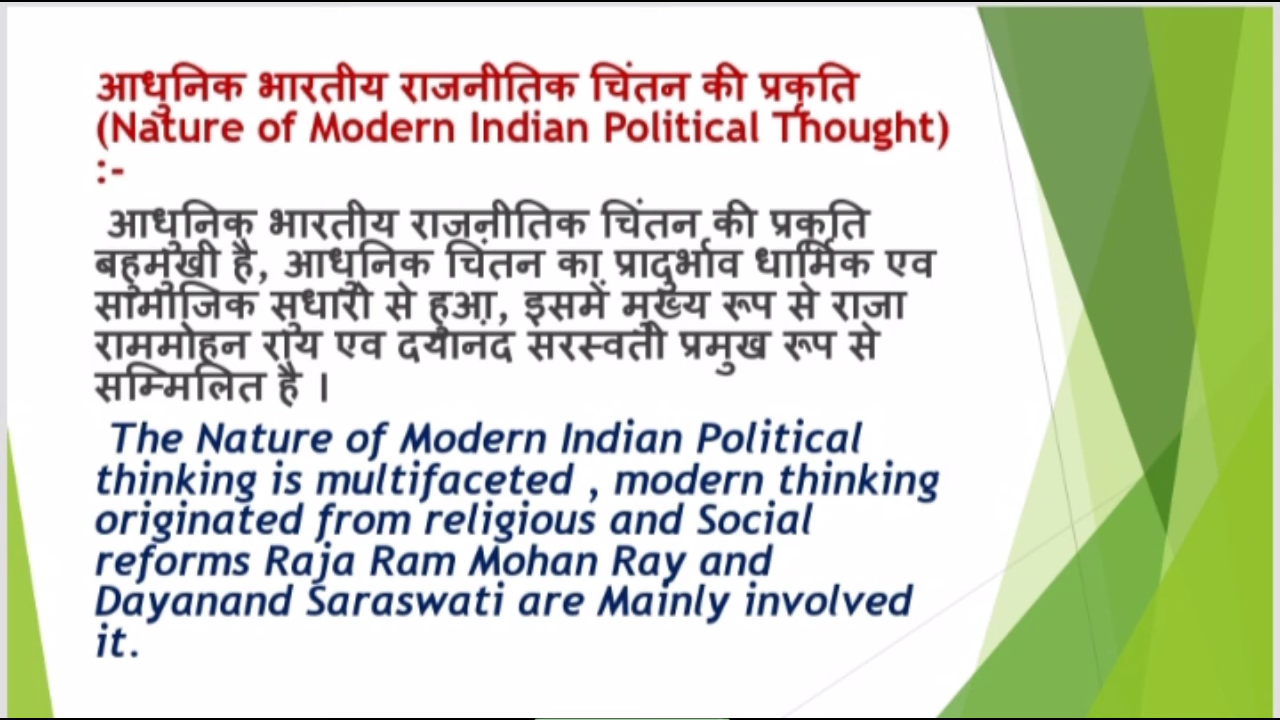 आधुनिक भारतीय राजनीतिक चिंतन की प्रकृति
(Nature of Modern Indian Political Thought)
:-
आधुनिक भारतीय राजनीतिक चिंतन की प्रकृति
बहुमुखी है, आधुनिक चिंतन का प्रादुर्भाव धार्मिक एव
सामाजिक सुधारो से हुआ, इसमें मुख्य रूप से राजा
राममोहन राय एव दयानंद सरस्वती प्रमुख रूप से
सम्मिलित है ।
The Nature of Modern Indian Political
thinking is multifaceted , modern thinking
originated from religious and Social
reforms Raja Ram Mohan Ray and
Dayanand Saraswati are Mainly involved
it.